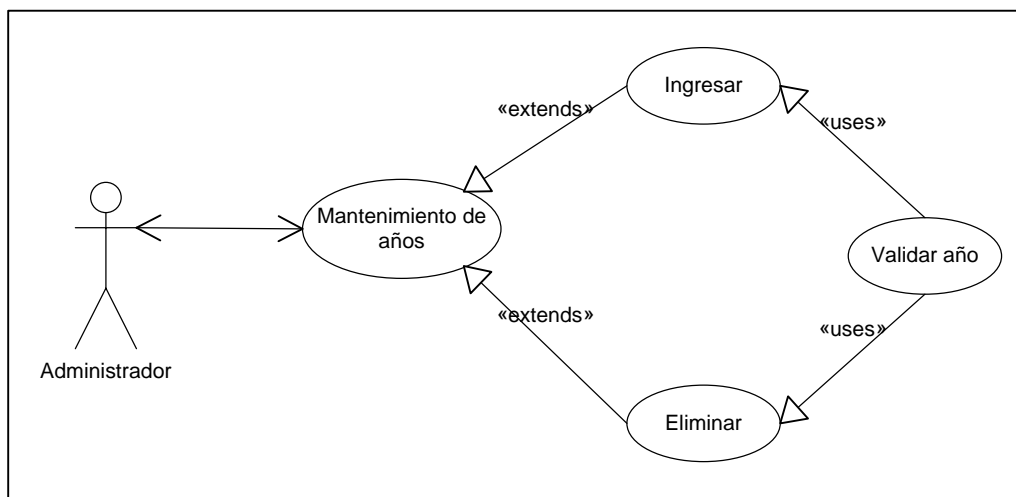 Ingresar
«extends»
«uses»
Mantenimiento de
años
Validar año
«extends»
«uses»
Administrador
Eliminar